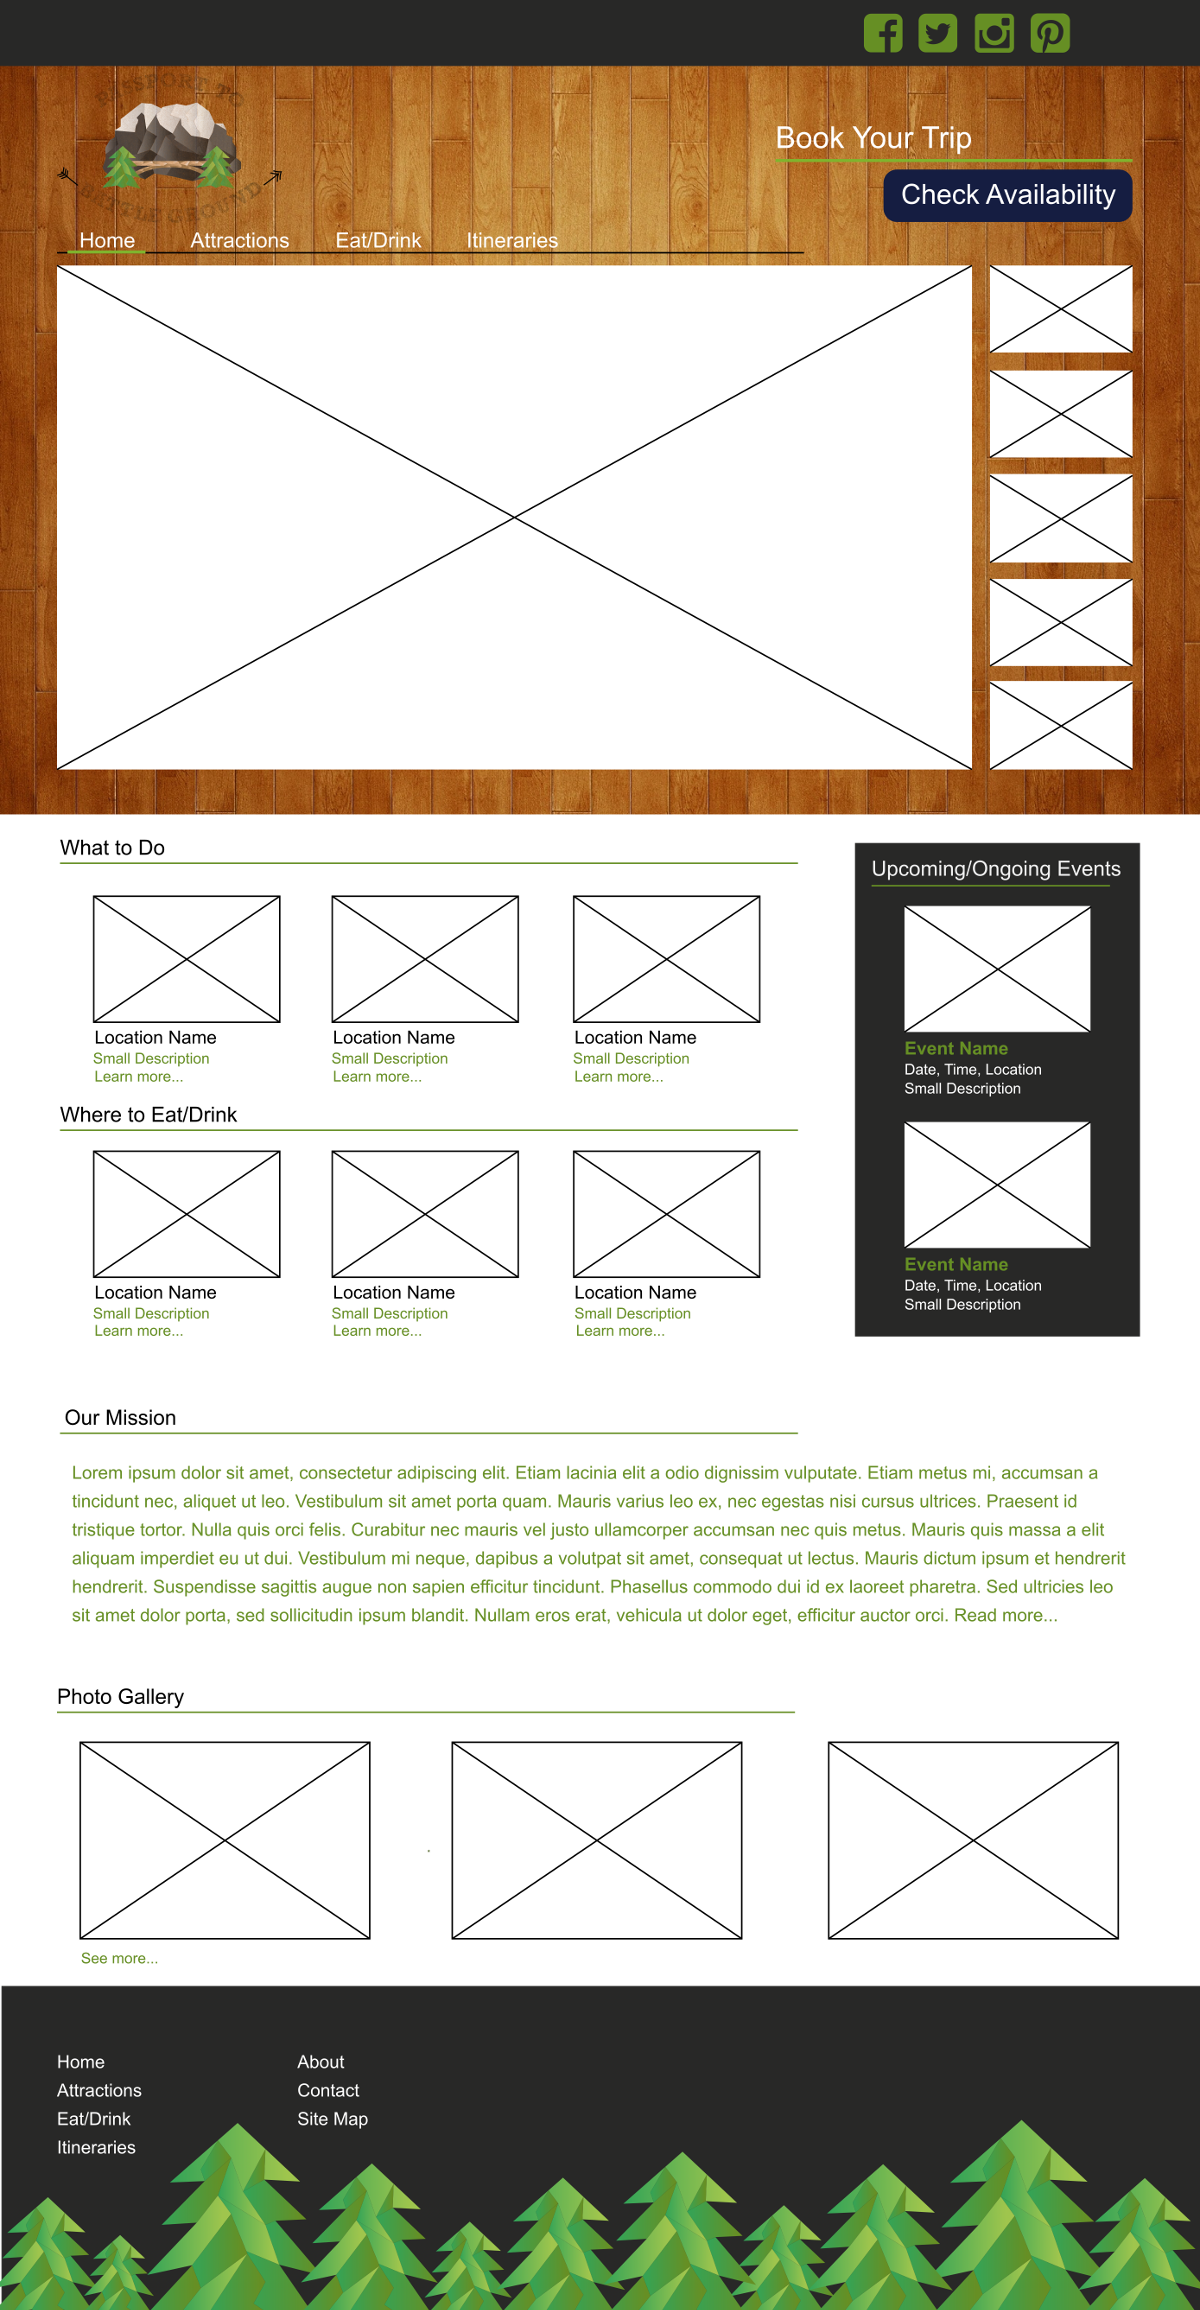 PASSPORT TO
BATTLE GROUND
Book Your Trip
Check Availability
Home Attractions Eat/Drink Itineraries
What to Do
Location Name Location Name Location Name
Small Description Small Description Small Description
Learn more... Learn more... Learn more...
Where to Eat/Drink
Location Name Location Name Location Name
Small Description Small Description Small Description
Learn more... Learn more... Learn more...
Upcoming/Ongoing Events
Event Name
Date, Time, Location
Small Description
Event Name
Date, Time, Location
Small Description
Our Mission
Lorem ipsum dolor sit amet, consectetur adipiscing elit. Etiam lacinia elit a odio dignissim vulputate. Etiam metus mi, accumsan a
tincidunt nec, aliquet ut leo. Vestibulum sit amet porta quam. Mauris varius leo ex, nec egestas nisi cursus ultrices. Praesent id
tristique tortor. Nulla quis orci felis. Curabitur nec mauris vel justo ullamcorper accumsan nec quis metus. Mauris quis massa a elit
aliquam imperdiet eu ut dui. Vestibulum mi neque, dapibus a volutpat sit amet, consequat ut lectus. Mauris dictum ipsum et hendrerit
hendrerit. Suspendisse sagittis augue non sapien efficitur tincidunt. Phasellus commodo dui id ex laoreet pharetra. Sed ultricies leo
sit amet dolor porta, sed sollicitudin ipsum blandit. Nullam eros erat, vehicula ut dolor eget, efficitur auctor orci. Read more...
Photo Gallery
See more...
Home
Attractions
Eat/Drink
Itineraries
About
Contact
Site Map